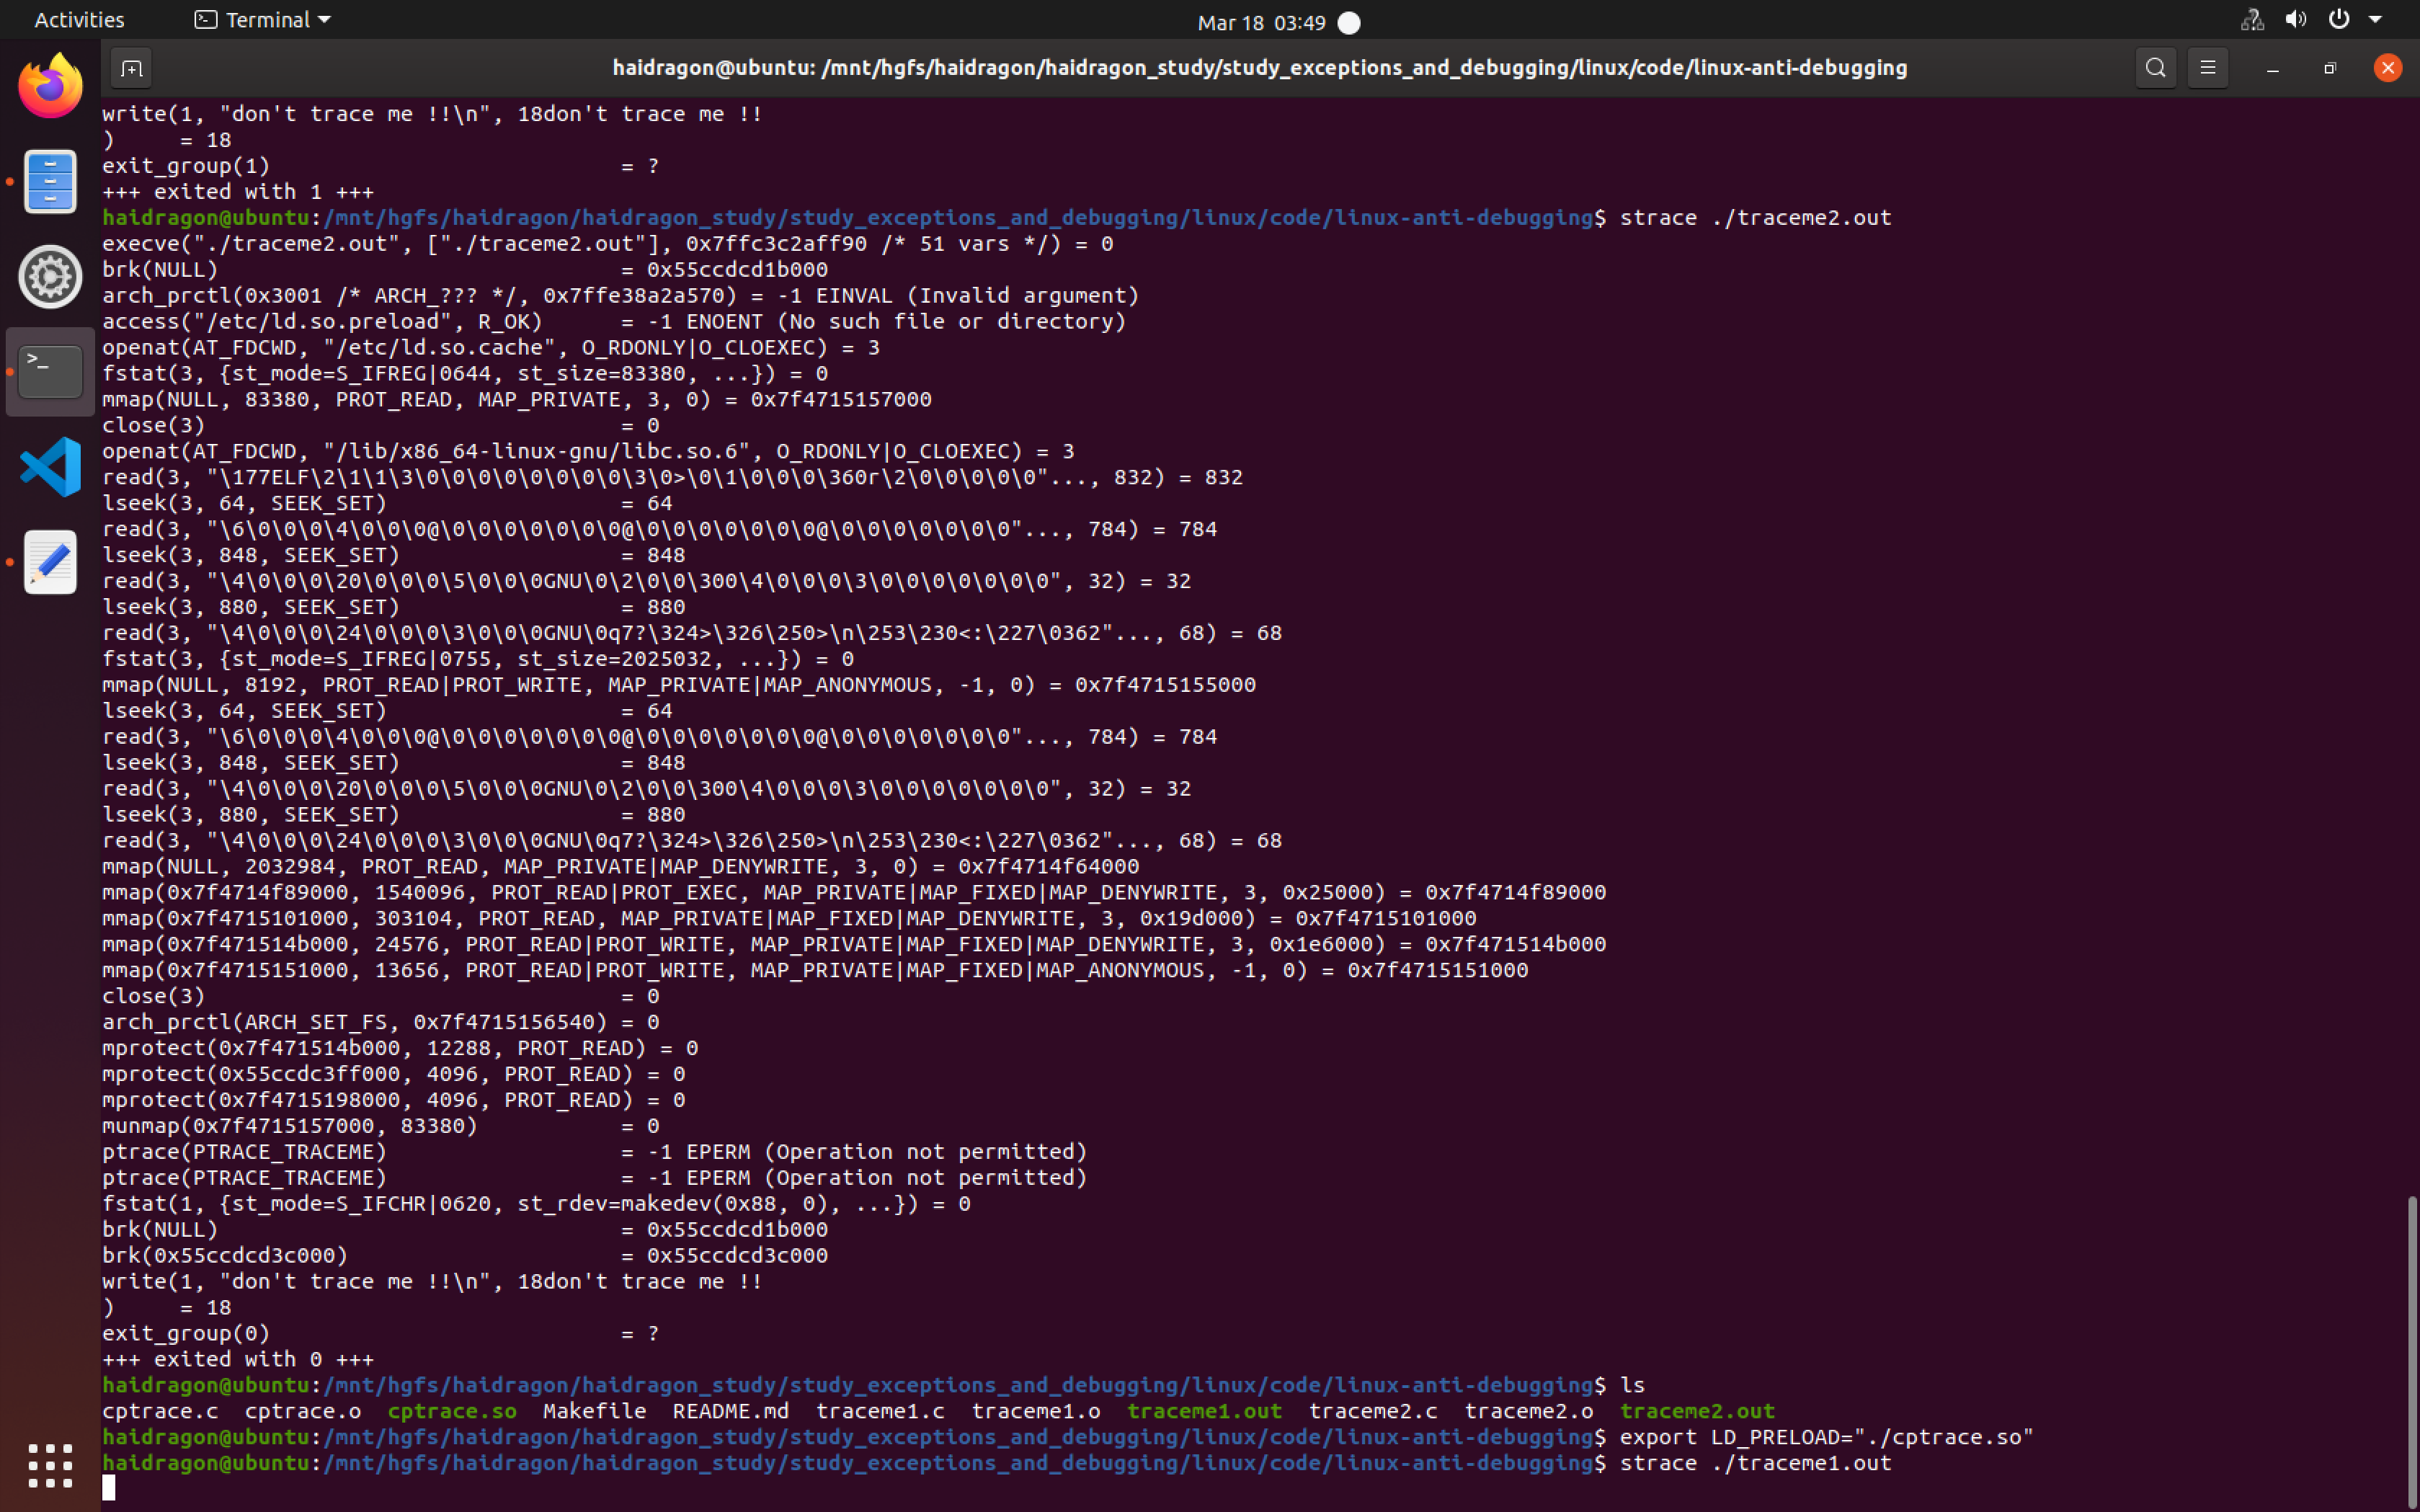 Activities
Terminal
Mar 18 03:49
haidragon@ubuntu: /mnt/hgfs/haidragon/haidragon_study/study_exceptions_and_debugging/linux/code/linux-anti-debugging
write(1, "don't trace me !!\n", 18don't trace me !!
)     = 18
exit_group(1)                           = ?
+++ exited with 1 +++
haidragon@ubuntu:/mnt/hgfs/haidragon/haidragon_study/study_exceptions_and_debugging/linux/code/linux-anti-debugging$ strace ./traceme2.out
execve("./traceme2.out", ["./traceme2.out"], 0x7ffc3c2aff90 /* 51 vars */) = 0
brk(NULL)                               = 0x55ccdcd1b000
arch_prctl(0x3001 /* ARCH_??? */, 0x7ffe38a2a570) = -1 EINVAL (Invalid argument)
access("/etc/ld.so.preload", R_OK)      = -1 ENOENT (No such file or directory)
openat(AT_FDCWD, "/etc/ld.so.cache", O_RDONLY|O_CLOEXEC) = 3
fstat(3, {st_mode=S_IFREG|0644, st_size=83380, ...}) = 0
mmap(NULL, 83380, PROT_READ, MAP_PRIVATE, 3, 0) = 0x7f4715157000
close(3)                                = 0
openat(AT_FDCWD, "/lib/x86_64-linux-gnu/libc.so.6", O_RDONLY|O_CLOEXEC) = 3
read(3, "\177ELF\2\1\1\3\0\0\0\0\0\0\0\0\3\0>\0\1\0\0\0\360r\2\0\0\0\0\0"..., 832) = 832
lseek(3, 64, SEEK_SET)                  = 64
read(3, "\6\0\0\0\4\0\0\0@\0\0\0\0\0\0\0@\0\0\0\0\0\0\0@\0\0\0\0\0\0\0"..., 784) = 784
lseek(3, 848, SEEK_SET)                 = 848
read(3, "\4\0\0\0\20\0\0\0\5\0\0\0GNU\0\2\0\0\300\4\0\0\0\3\0\0\0\0\0\0\0", 32) = 32
lseek(3, 880, SEEK_SET)                 = 880
read(3, "\4\0\0\0\24\0\0\0\3\0\0\0GNU\0q7?\324>\326\250>\n\253\230<:\227\0362"..., 68) = 68
fstat(3, {st_mode=S_IFREG|0755, st_size=2025032, ...}) = 0
mmap(NULL, 8192, PROT_READ|PROT_WRITE, MAP_PRIVATE|MAP_ANONYMOUS, -1, 0) = 0x7f4715155000
lseek(3, 64, SEEK_SET)                  = 64
read(3, "\6\0\0\0\4\0\0\0@\0\0\0\0\0\0\0@\0\0\0\0\0\0\0@\0\0\0\0\0\0\0"..., 784) = 784
lseek(3, 848, SEEK_SET)                 = 848
read(3, "\4\0\0\0\20\0\0\0\5\0\0\0GNU\0\2\0\0\300\4\0\0\0\3\0\0\0\0\0\0\0", 32) = 32
lseek(3, 880, SEEK_SET)                 = 880
read(3, "\4\0\0\0\24\0\0\0\3\0\0\0GNU\0q7?\324>\326\250>\n\253\230<:\227\0362"..., 68) = 68
mmap(NULL, 2032984, PROT_READ, MAP_PRIVATE|MAP_DENYWRITE, 3, 0) = 0x7f4714f64000
mmap(0x7f4714f89000, 1540096, PROT_READ|PROT_EXEC, MAP_PRIVATE|MAP_FIXED|MAP_DENYWRITE, 3, 0x25000) = 0x7f4714f89000
mmap(0x7f4715101000, 303104, PROT_READ, MAP_PRIVATE|MAP_FIXED|MAP_DENYWRITE, 3, 0x19d000) = 0x7f4715101000
mmap(0x7f471514b000, 24576, PROT_READ|PROT_WRITE, MAP_PRIVATE|MAP_FIXED|MAP_DENYWRITE, 3, 0x1e6000) = 0x7f471514b000
mmap(0x7f4715151000, 13656, PROT_READ|PROT_WRITE, MAP_PRIVATE|MAP_FIXED|MAP_ANONYMOUS, -1, 0) = 0x7f4715151000
close(3)                                = 0
arch_prctl(ARCH_SET_FS, 0x7f4715156540) = 0
mprotect(0x7f471514b000, 12288, PROT_READ) = 0
mprotect(0x55ccdc3ff000, 4096, PROT_READ) = 0
mprotect(0x7f4715198000, 4096, PROT_READ) = 0
munmap(0x7f4715157000, 83380)           = 0
ptrace(PTRACE_TRACEME)                  = -1 EPERM (Operation not permitted)
ptrace(PTRACE_TRACEME)                  = -1 EPERM (Operation not permitted)
fstat(1, {st_mode=S_IFCHR|0620, st_rdev=makedev(0x88, 0), ...}) = 0
brk(NULL)                               = 0x55ccdcd1b000
brk(0x55ccdcd3c000)                     = 0x55ccdcd3c000
write(1, "don't trace me !!\n", 18don't trace me !!
)     = 18
exit_group(0)                           = ?
+++ exited with 0 +++
haidragon@ubuntu:/mnt/hgfs/haidragon/haidragon_study/study_exceptions_and_debugging/linux/code/linux-anti-debugging$ ls
cptrace.c  cptrace.o  cptrace.so  Makefile  README.md  traceme1.c  traceme1.o  traceme1.out  traceme2.c  traceme2.o  traceme2.out
haidragon@ubuntu:/mnt/hgfs/haidragon/haidragon_study/study_exceptions_and_debugging/linux/code/linux-anti-debugging$ export LD_PRELOAD="./cptrace.so"
haidragon@ubuntu:/mnt/hgfs/haidragon/haidragon_study/study_exceptions_and_debugging/linux/code/linux-anti-debugging$ strace ./traceme1.out